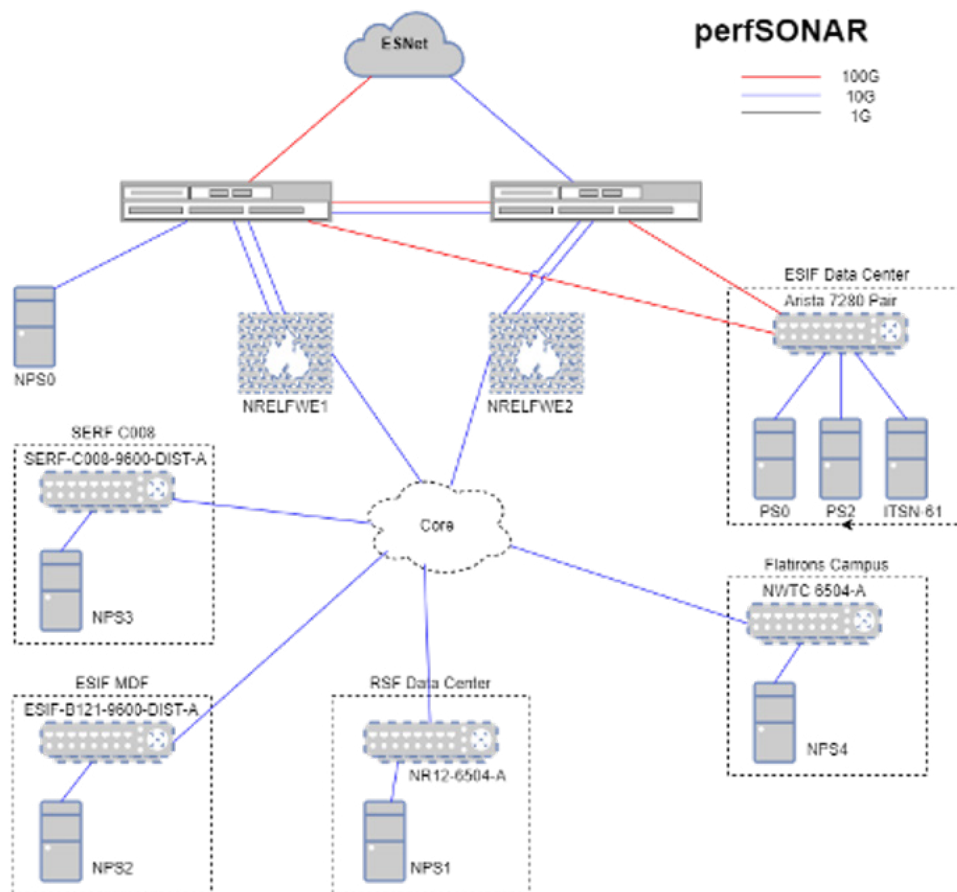 ESNet
perfSONAR
100G
10G
1G
ESIF Data Center
Arista 7280 Pair
NPS0
NRELFWE1
NRELFWE2
PS0
PS2
ITSN-61
SERF C008
SERF-C008-9600-DIST-A
NPS3
Core
Flatirons Campus
NWTC 6504-A
NPS4
ESIF MDF
ESIF-B121-9600-DIST-A
NPS2
RSF Data Center
NR12-6504-A
NPS1